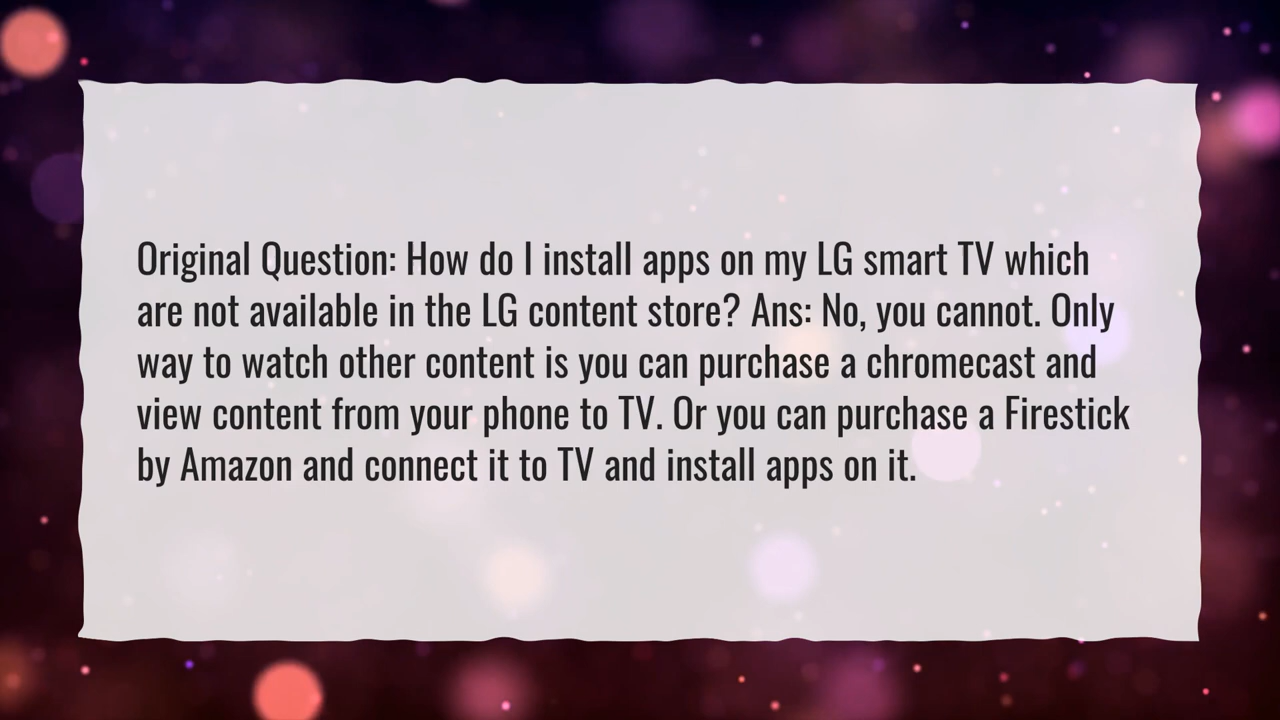 Original Question: How do I install apps on my LG smart TV which
are not available in the LG content store? Ans: No, you cannot. Only
way to watch other content is you can purchase a chromecast and
view content from your phone to TV. Or you can purchase a Firestick
by Amazon and connect it to TV and install apps on it.